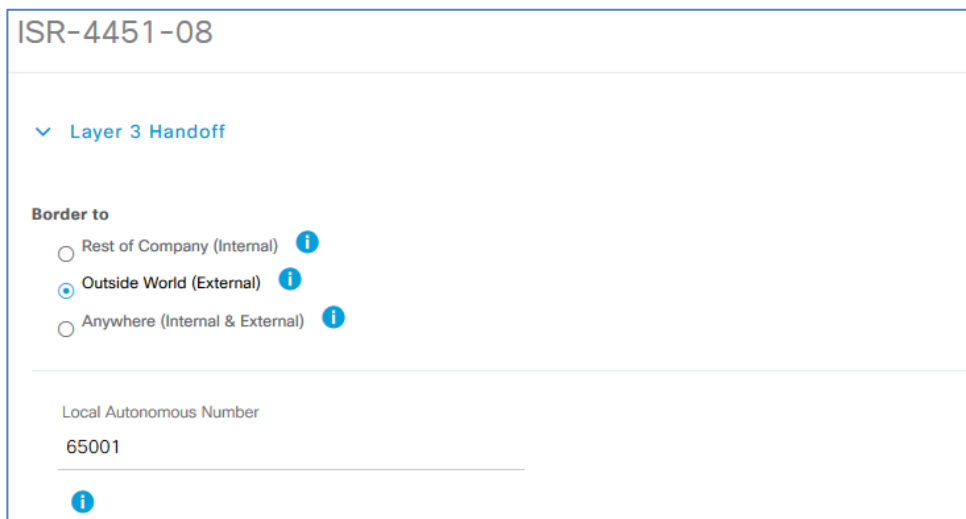 ISR-4451-08
Layer 3 Handoff
Border to
Rest of Company (Internal)
Outside World (External)
Anywhere (Internal & External)
Local Autonomous Number
65001